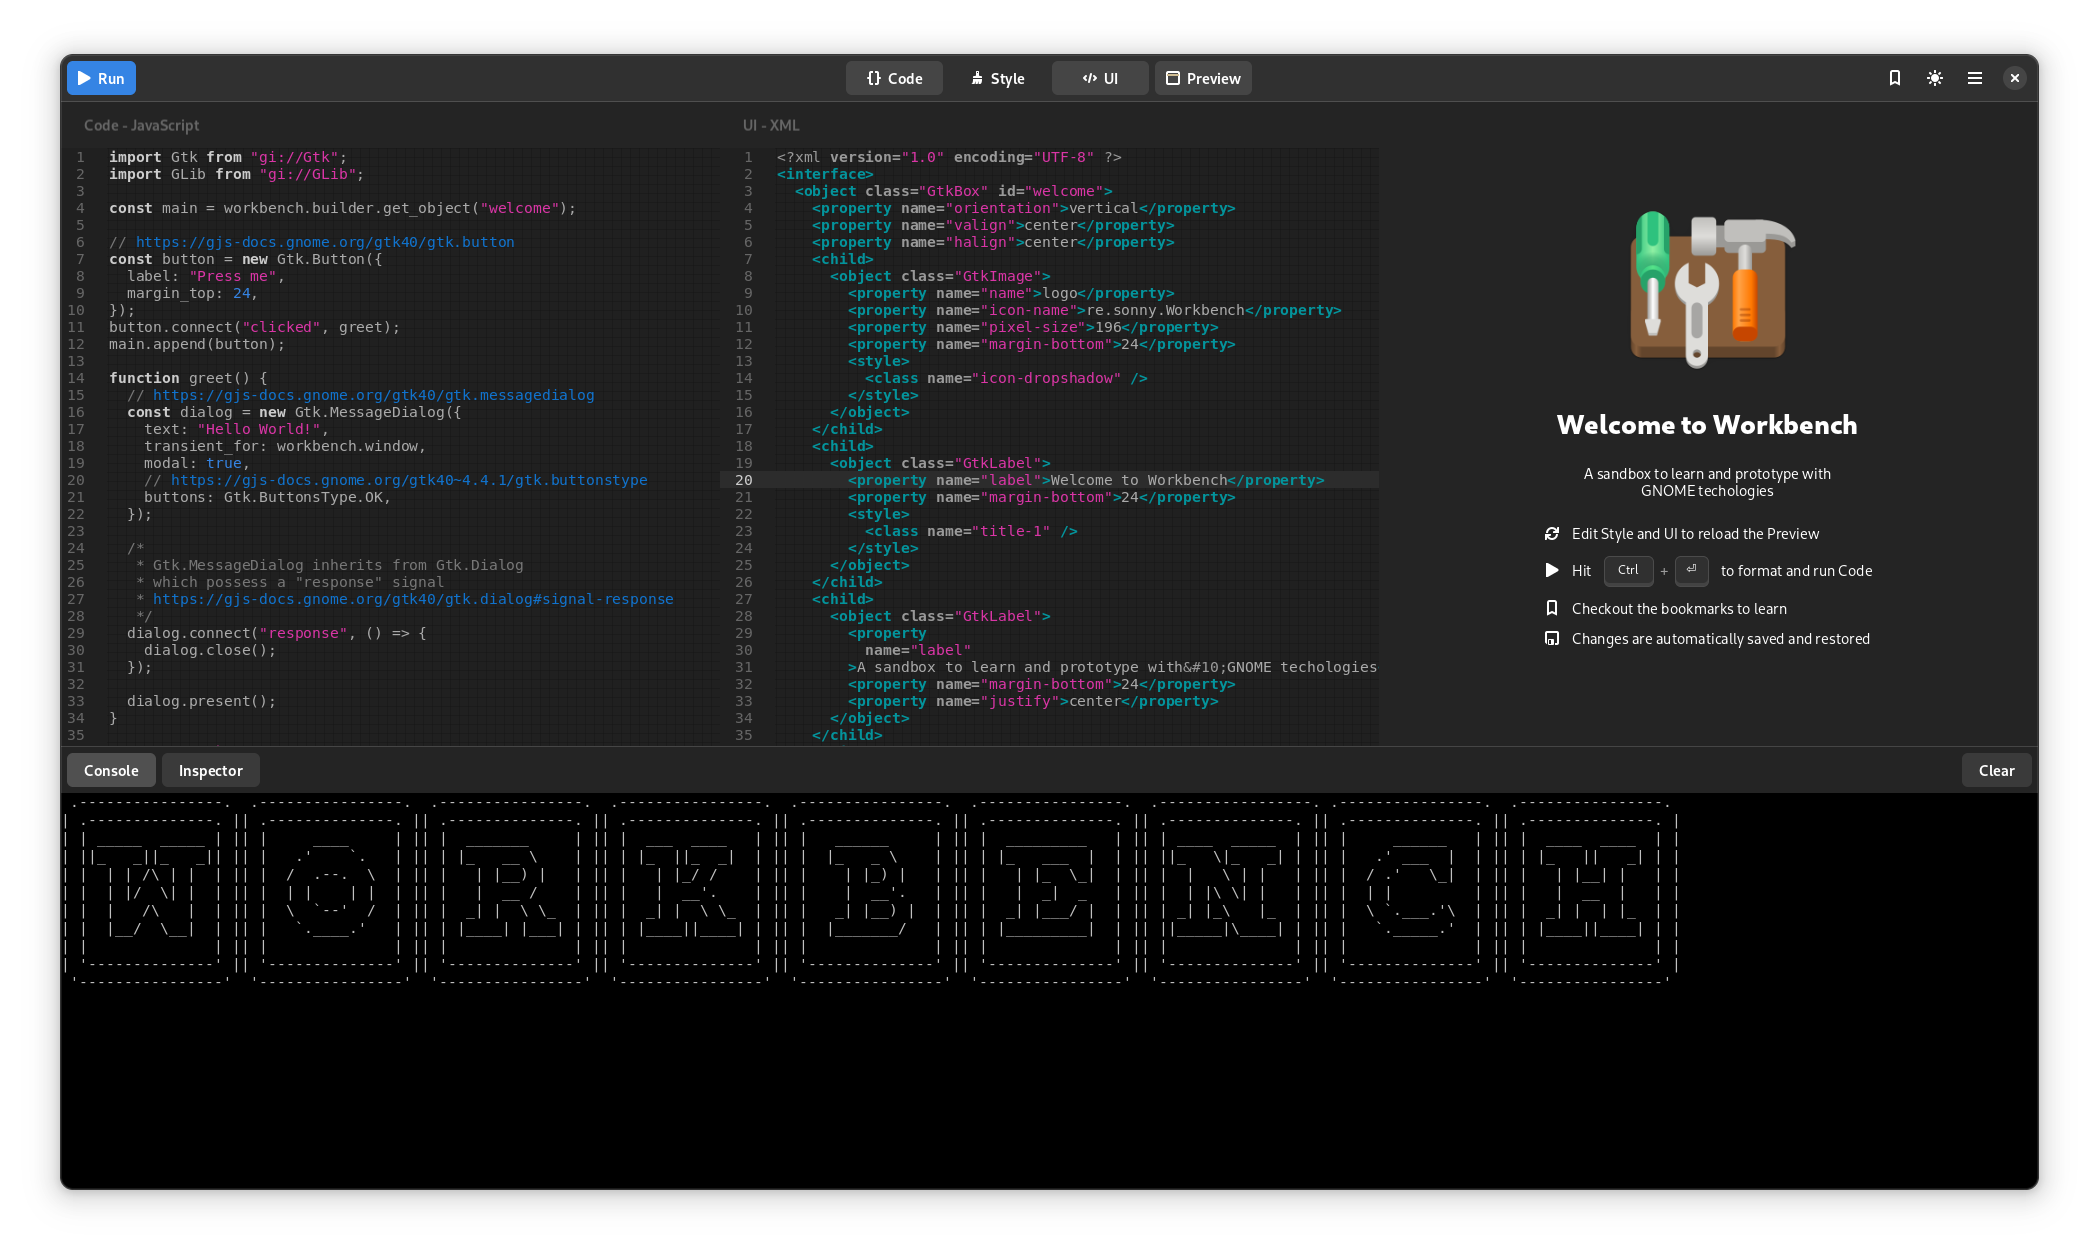 Run
Code
Style
UI
Preview
Code - JavaScript
1 import Gtk from "gi://Gtk";
2 import GLib from "gi://GLib";
3
4 const main = workbench.builder.get_object("welcome");
5
6 // https://gjs-docs.gnome.org/gtk40/gtk.button
7 const button = new Gtk.Button({
8   label: "Press me",
9   margin_top: 24,
10 });
11 button.connect("clicked", greet);
12 main.append(button);
13
14 function greet() {
15   // https://gjs-docs.gnome.org/gtk40/gtk.messagedialog
16   const dialog = new Gtk.MessageDialog({
17     text: "Hello World!",
18     transient_for: workbench.window,
19     modal: true,
20     // https://gjs-docs.gnome.org/gtk40~4.4.1/gtk.buttonstype
21     buttons: Gtk.ButtonsType.OK,
22   });
23
24   /*
25    * Gtk.MessageDialog inherits from Gtk.Dialog
26    * which possess a "response" signal
27    * https://gjs-docs.gnome.org/gtk40/gtk.dialog#signal-response
28    */
29   dialog.connect("response", () => {
30     dialog.close();
31   });
32
33   dialog.present();
34 }
35
UI - XML
1 <?xml version="1.0" encoding="UTF-8" ?>
2 <interface>
3   <object class="GtkBox" id="welcome">
4     <property name="orientation">vertical</property>
5     <property name="valign">center</property>
6     <property name="halign">center</property>
7     <child>
8       <object class="GtkImage">
9         <property name="name">logo</property>
10         <property name="icon-name">re.sonny.Workbench</property>
11         <property name="pixel-size">196</property>
12         <property name="margin-bottom">24</property>
13         <style>
14           <class name="icon-dropshadow" />
15         </style>
16       </object>
17     </child>
18     <child>
19       <object class="GtkLabel">
20         <property name="label">Welcome to Workbench</property>
21         <property name="margin-bottom">24</property>
22         <style>
23           <class name="title-1" />
24         </style>
25       </object>
26     </child>
27     <child>
28       <object class="GtkLabel">
29         <property
30           name="label"
31         >A sandbox to learn and prototype with&#10;GNOME techologies
32         <property name="margin-bottom">24</property>
33         <property name="justify">center</property>
34       </object>
35     </child>
Welcome to Workbench
A sandbox to learn and prototype with
GNOME techologies
Edit Style and UI to reload the Preview
Hit Ctrl + ⏎ to format and run Code
Checkout the bookmarks to learn
Changes are automatically saved and restored
Console
Inspector
Clear
WORKBENCH